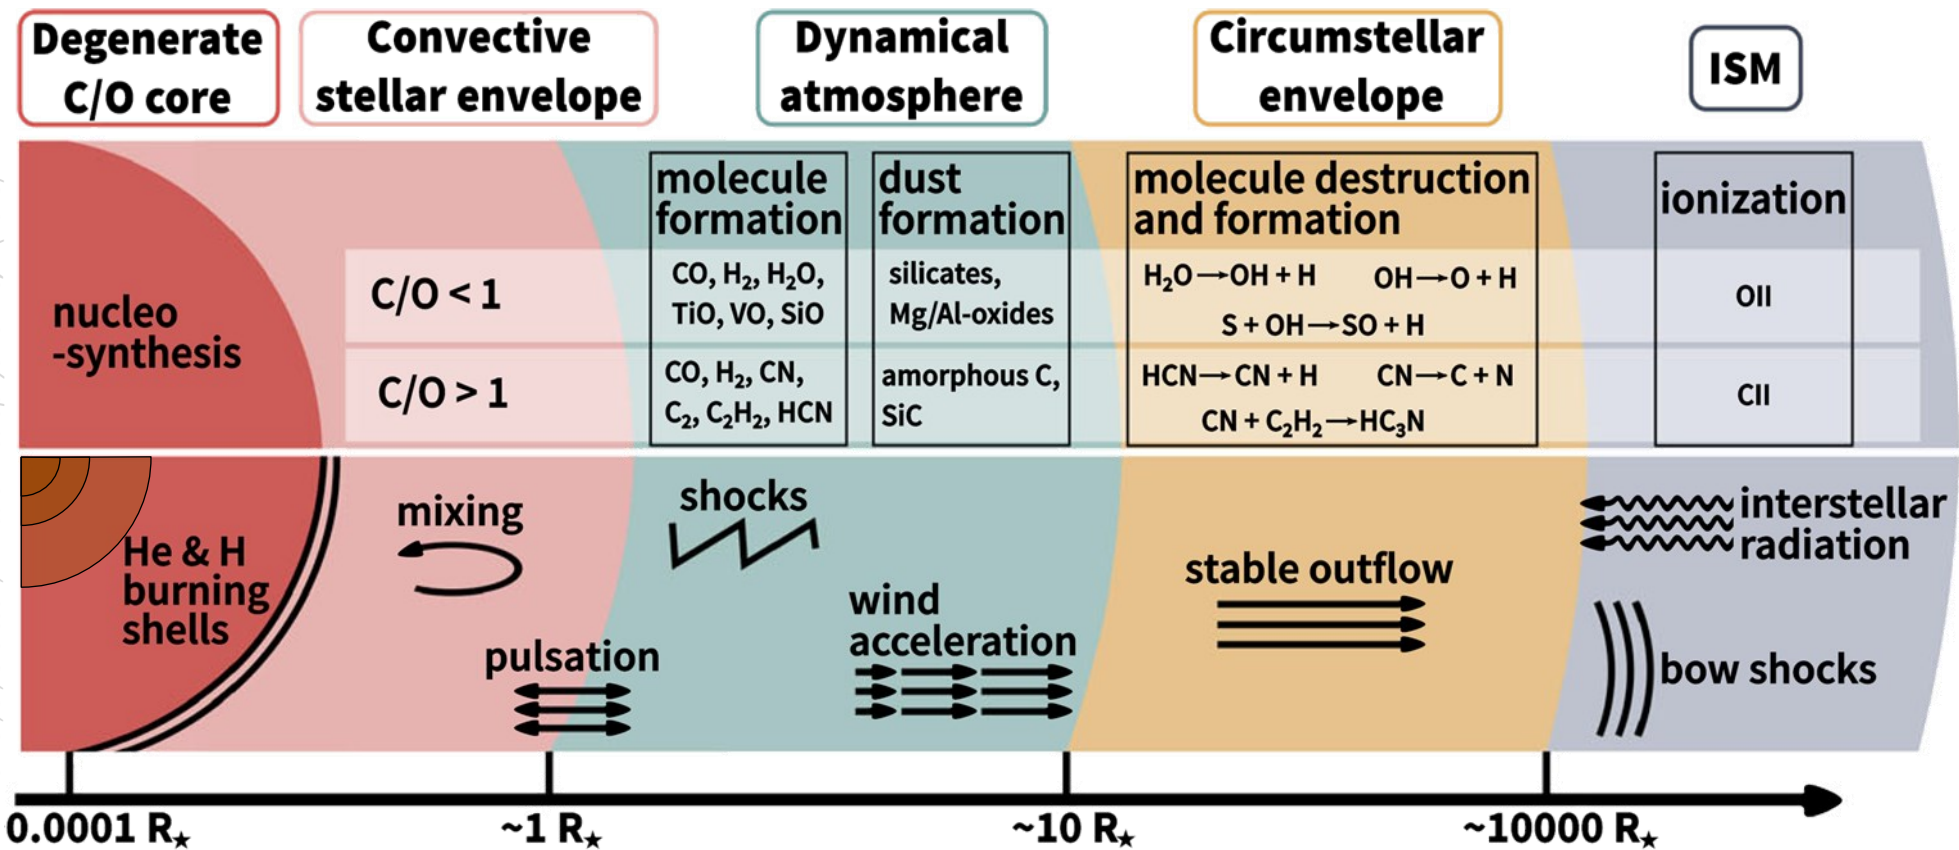 Degenerate
C/O core
Convective
stellar envelope
Dynamical
atmosphere
Circumstellar
envelope
ISM
nucleo
-synthesis
C/O < 1
C/O > 1
molecule
formation
CO, H₂, H₂O,
TiO, VO, SiO
CO, H₂, CN,
C₂, C₂H₂, HCN
dust
formation
silicates,
Mg/Al-oxides
amorphous C,
SiC
molecule destruction
and formation
H₂O→OH + H OH→O + H
S + OH→SO + H
HCN→CN + H CN→C + N
CN + C₂H₂→HC₃N
ionization
OII
CII
He & H
burning
shells
mixing
pulsation
shocks
wind
acceleration
stable outflow
interstellar
radiation
bow shocks
0.0001 R★
~1 R★
~10 R★
~10000 R★